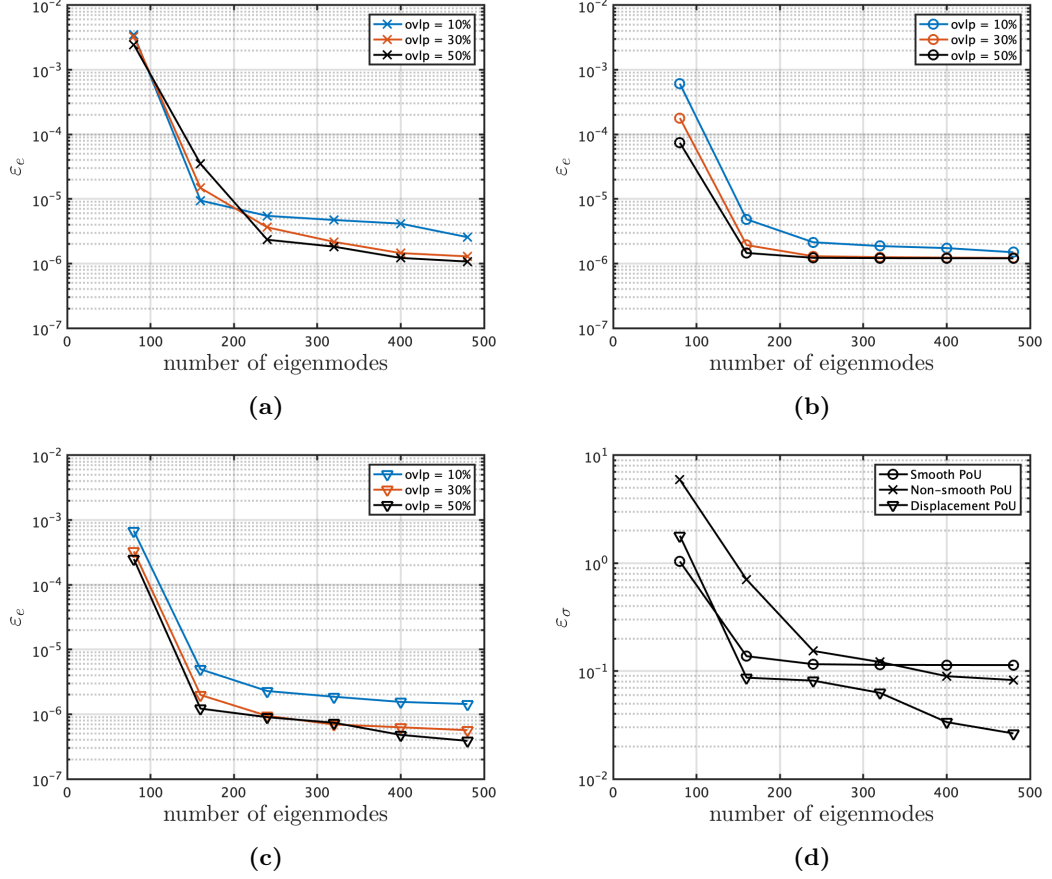 10^-2
10^-3
10^-4
10^-5
10^-6
10^-7
ε_e
0 100 200 300 400 500
number of eigenmodes
ovlp = 10%
ovlp = 30%
ovlp = 50%
(a)
10^-2
10^-3
10^-4
10^-5
10^-6
10^-7
ε_e
0 100 200 300 400 500
number of eigenmodes
ovlp = 10%
ovlp = 30%
ovlp = 50%
(b)
10^-2
10^-3
10^-4
10^-5
10^-6
10^-7
ε_e
0 100 200 300 400 500
number of eigenmodes
ovlp = 10%
ovlp = 30%
ovlp = 50%
(c)
10^1
10^0
10^-1
10^-2
ε_σ
0 100 200 300 400 500
number of eigenmodes
Smooth PoU
Non-smooth PoU
Displacement PoU
(d)